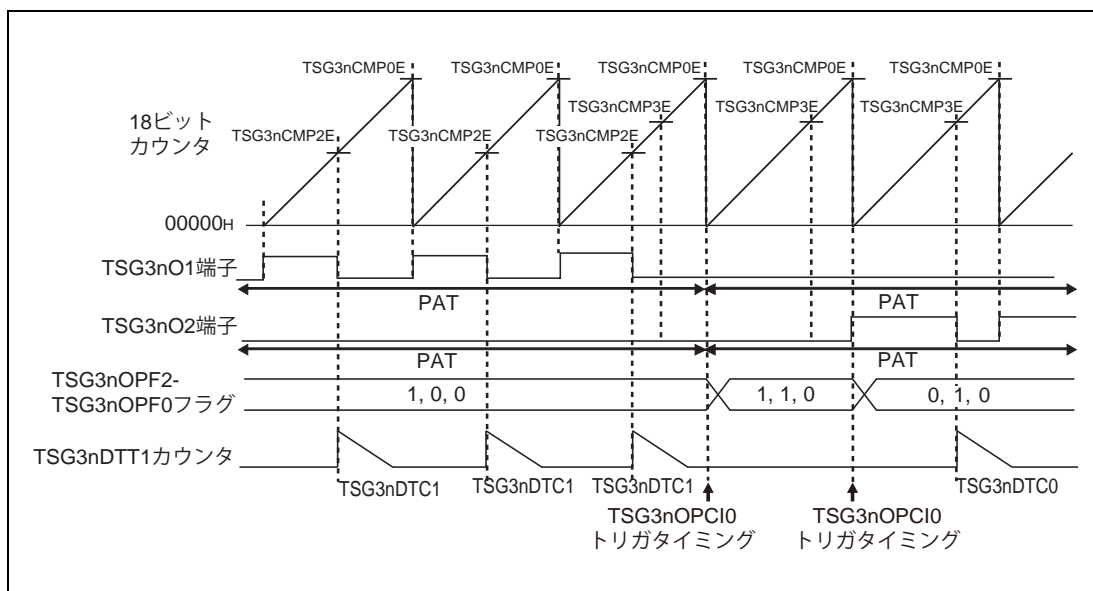 TSG3nCMP0E TSG3nCMP0E TSG3nCMP0E TSG3nCMP0E TSG3nCMP0E
TSG3nCMP3E TSG3nCMP3E TSG3nCMP3E
18ビット
カウンタ
TSG3nCMP2E TSG3nCMP2E TSG3nCMP2E
00000H
TSG3nO1端子
PAT PAT
TSG3nO2端子
PAT PAT
TSG3nOPF2-
TSG3nOPF0フラグ
1, 0, 0 1, 1, 0 0, 1, 0
TSG3nDTT1カウンタ
TSG3nDTC1 TSG3nDTC1 TSG3nDTC1 TSG3nDTC0
TSG3nOPCI0 TSG3nOPCI0
トリガタイミング トリガタイミング